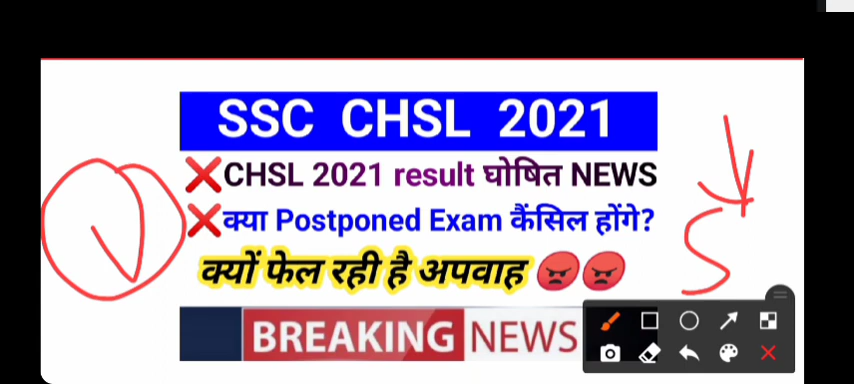 SSC CHSL 2021
❌CHSL 2021 result घोषित NEWS
❌क्या Postponed Exam कैंसिल होंगे?
क्यों फेल रही है अपवाह 😡😡
BREAKING NEWS
S